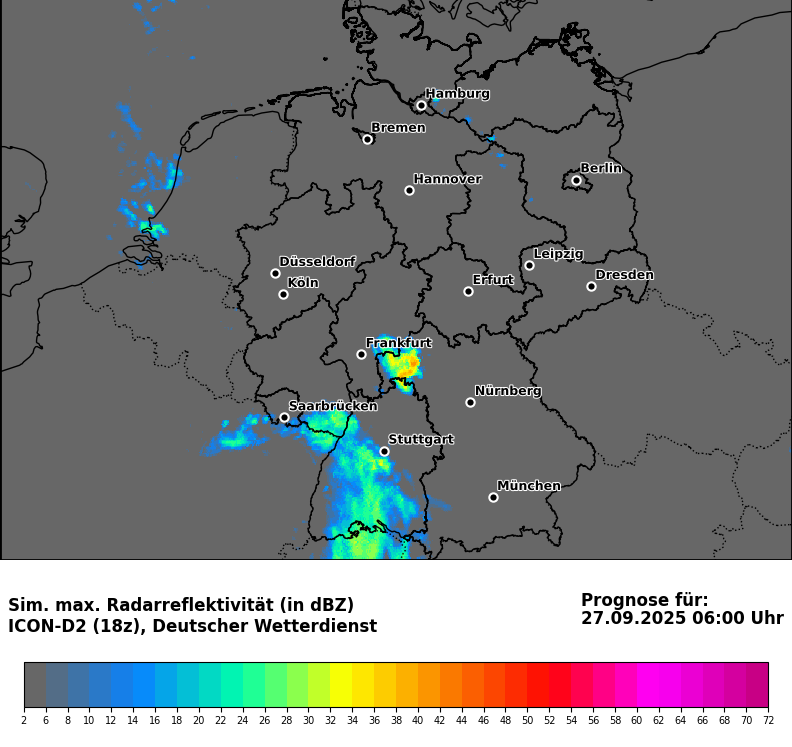 Hamburg
Bremen
Berlin
Hannover
Leipzig
Düsseldorf
Dresden
Köln
Erfurt
Frankfurt
Nürnberg
Saarbrücken
Stuttgart
München
Sim. max. Radarreflektivität (in dBZ)
ICON-D2 (18z), Deutscher Wetterdienst
Prognose für:
27.09.2025 06:00 Uhr
2 6 8 10 12 14 16 18 20 22 24 26 28 30 32 34 36 38 40 42 44 46 48 50 52 54 56 58 60 62 64 66 68 70 72